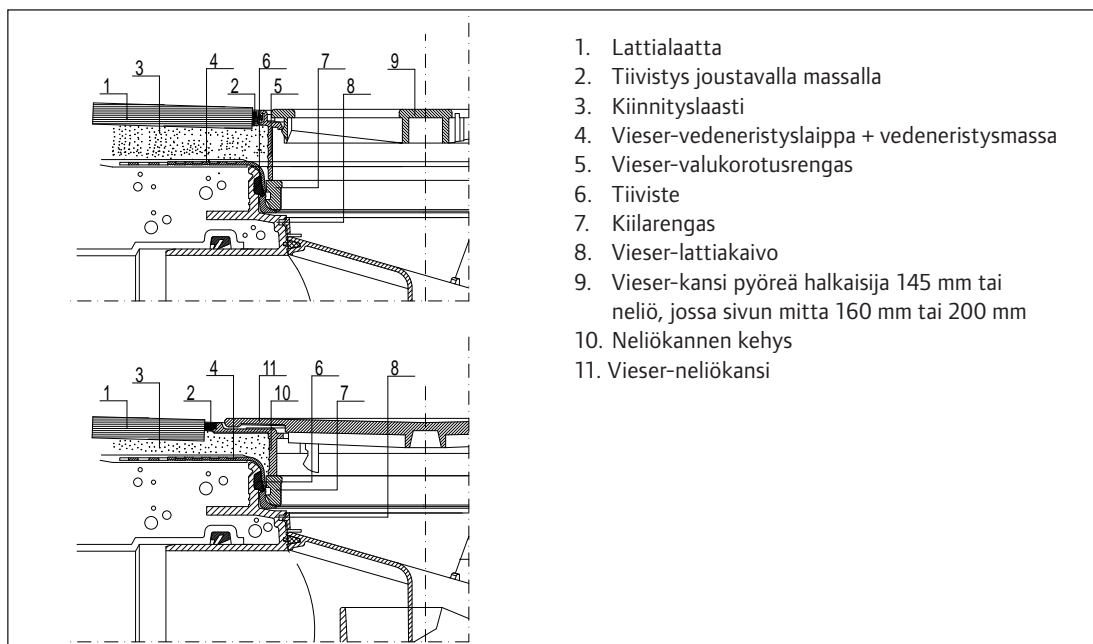 4 6 7 9
3 2 5 8
1
1. Lattialaatta
2. Tiivistys joustavalla massalla
3. Kiinnityslaasti
4. Vieser-vedeneristyslaippa + vedeneristysmassa
5. Vieser-valukorotusrengas
6. Tiiviste
7. Kiilarengas
8. Vieser-lattiakaivo
9. Vieser-kansi pyöreä halkaisija 145 mm tai
neliö, jossa sivun mitta 160 mm tai 200 mm
10. Neliökannen kehys
11. Vieser-neliökansi
4 11 6 8
3 2 10 7
1